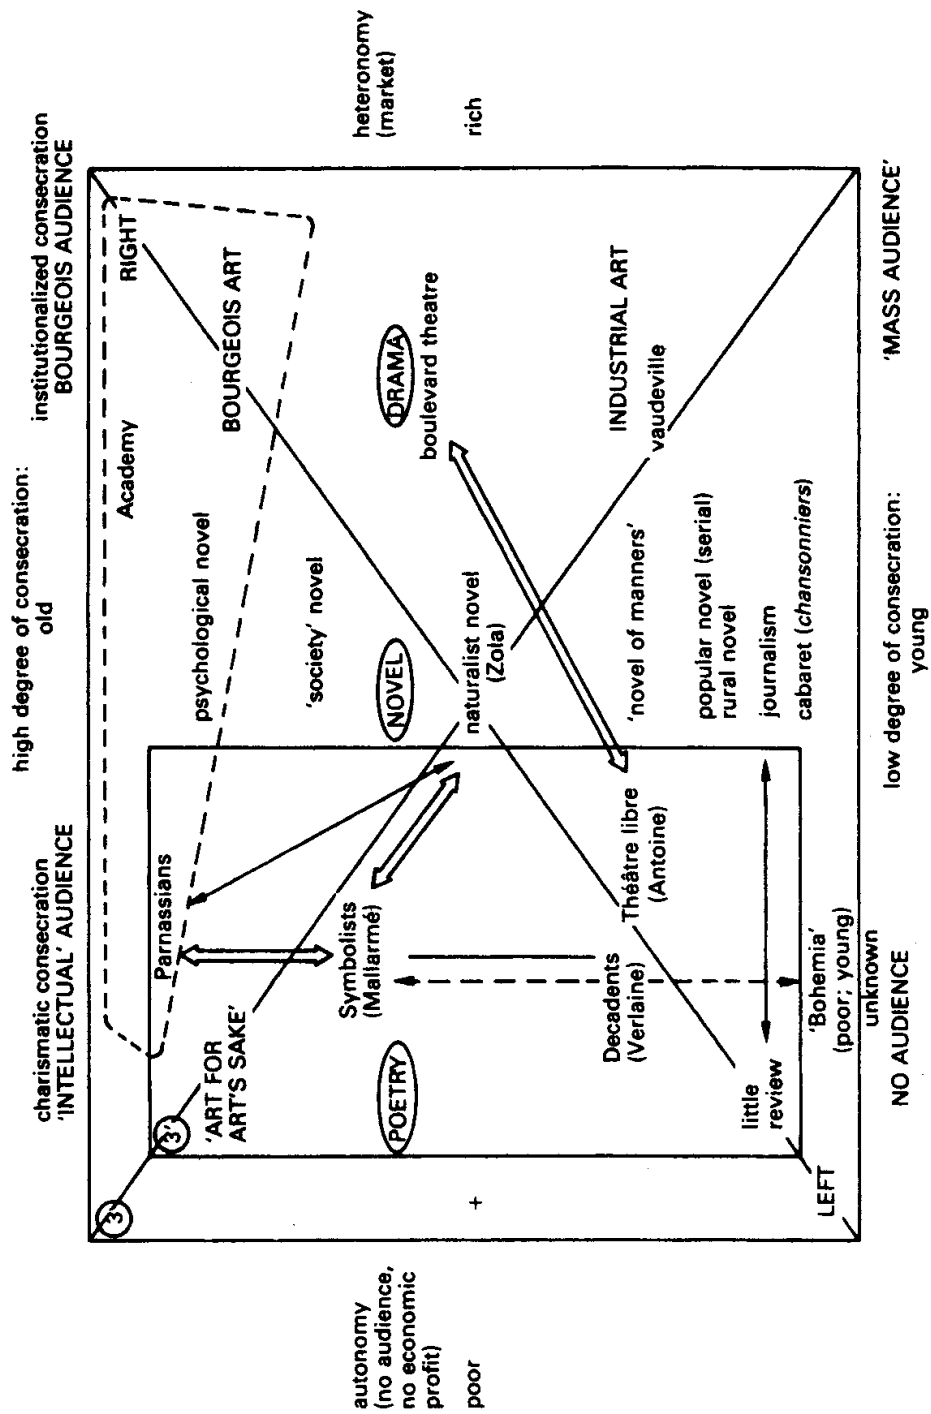 high degree of consecration:
old
charismatic consecration
'INTELLECTUAL' AUDIENCE
institutionalized consecration
BOURGEOIS AUDIENCE
3
3'
Parnassians
Academy
RIGHT
'ART FOR
ART'S SAKE'
psychological novel
BOURGEOIS ART
Symbolists
(Mallarmé)
'society' novel
autonomy
(no audience,
no economic
profit)
poor
POETRY
NOVEL
DRAMA
boulevard theatre
heteronomy
(market)
rich
+
naturalist novel
(Zola)
Decadents
(Verlaine)
Théâtre libre
(Antoine)
'novel of manners'
INDUSTRIAL ART
vaudeville
popular novel (serial)
rural novel
little
review
journalism
cabaret (chansonniers)
LEFT
'Bohemia'
(poor; young)
unknown
NO AUDIENCE
low degree of consecration:
young
'MASS AUDIENCE'